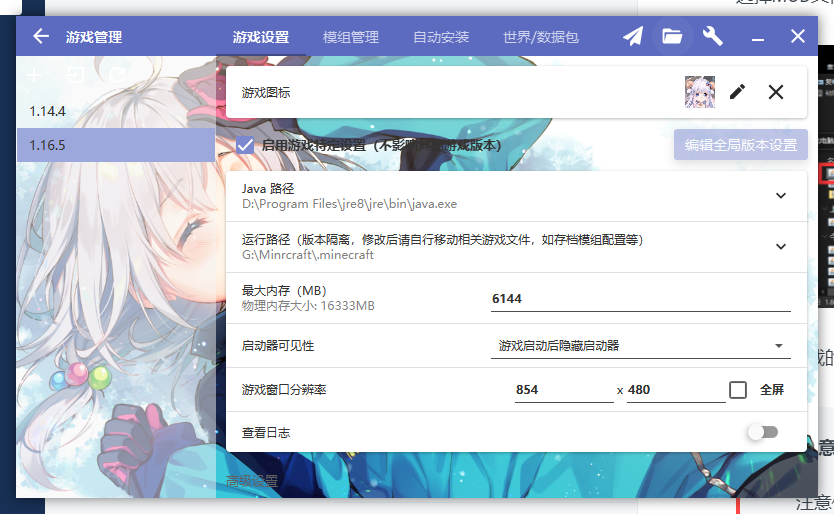 游戏管理
游戏设置
模组管理
自动安装
世界/数据包
1.14.4
1.16.5
游戏图标
启用游戏特定设置（不影响其他游戏版本）
编辑全局版本设置
Java 路径
D:\Program Files\jre8\jre\bin\java.exe
运行路径（版本隔离，修改后请自行移动相关游戏文件，如存档模组配置等）
G:\Minrcraft\.minecraft
最大内存（MB）
物理内存大小: 16333MB
6144
启动器可见性
游戏启动后隐藏启动器
游戏窗口分辨率
854 x 480
全屏
查看日志
高级设置